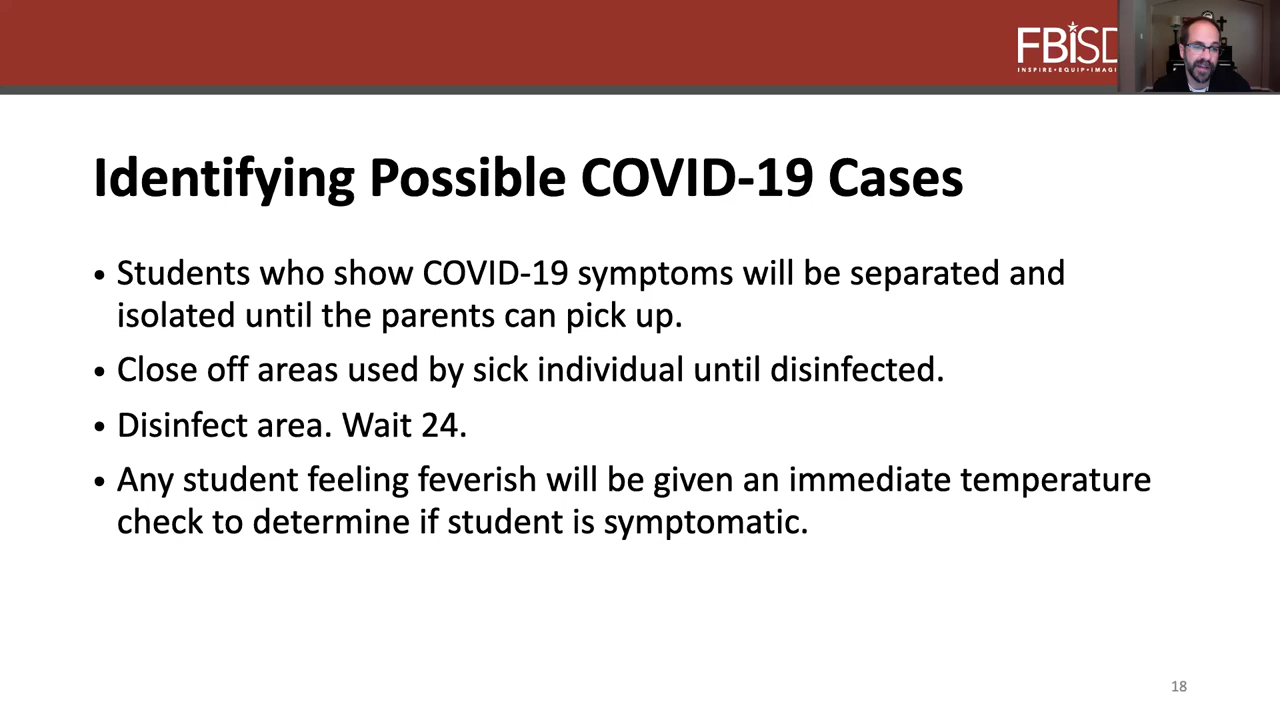 FBISD
INSPIRE•EQUIP•IMAGI
Identifying Possible COVID-19 Cases
• Students who show COVID-19 symptoms will be separated and
isolated until the parents can pick up.
• Close off areas used by sick individual until disinfected.
• Disinfect area. Wait 24.
• Any student feeling feverish will be given an immediate temperature
check to determine if student is symptomatic.
18